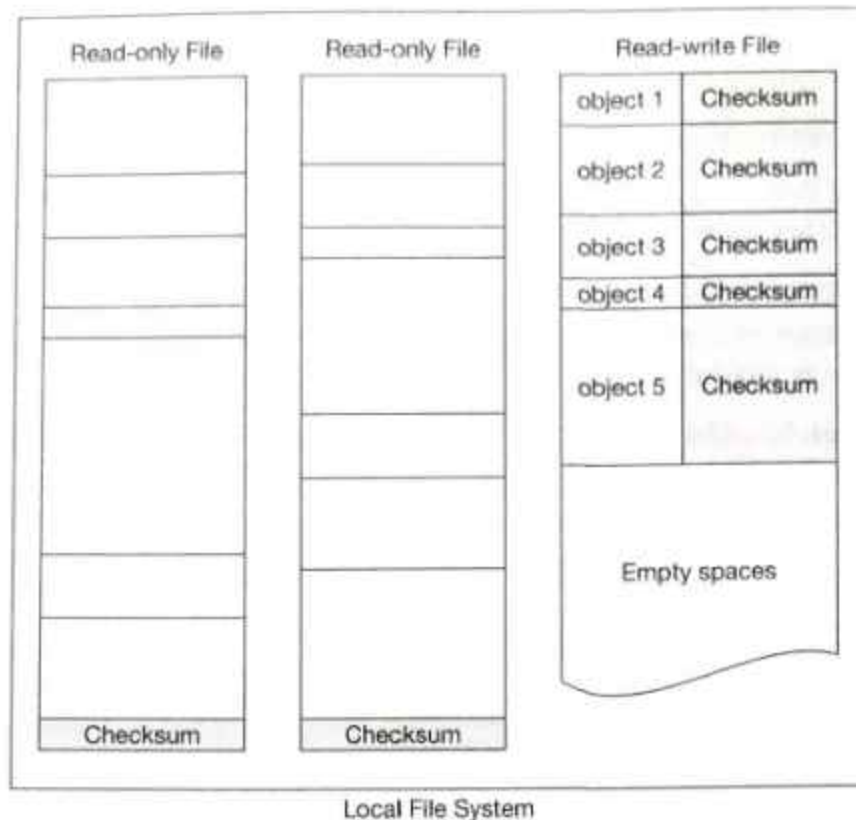 Read-only File
Read-only File
Read-write File
object 1
Checksum
object 2
Checksum
object 3
Checksum
object 4
Checksum
object 5
Checksum
Empty spaces
Checksum
Checksum
Local File System